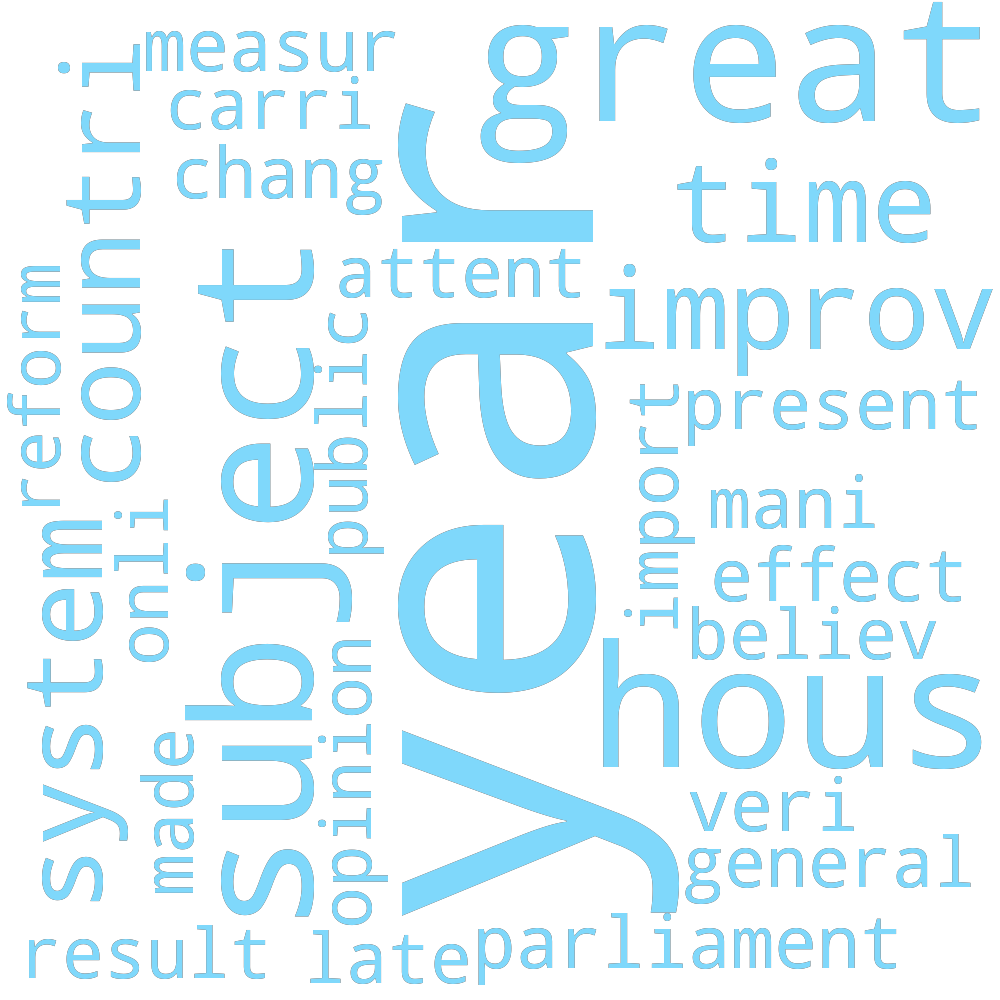 measur
great
carri
chang
time
countri
attent
improv
subject
year
reform
public
present
import
mani
onli
effect
system
believ
hous
opinion
made
veri
general
result
late
parliament